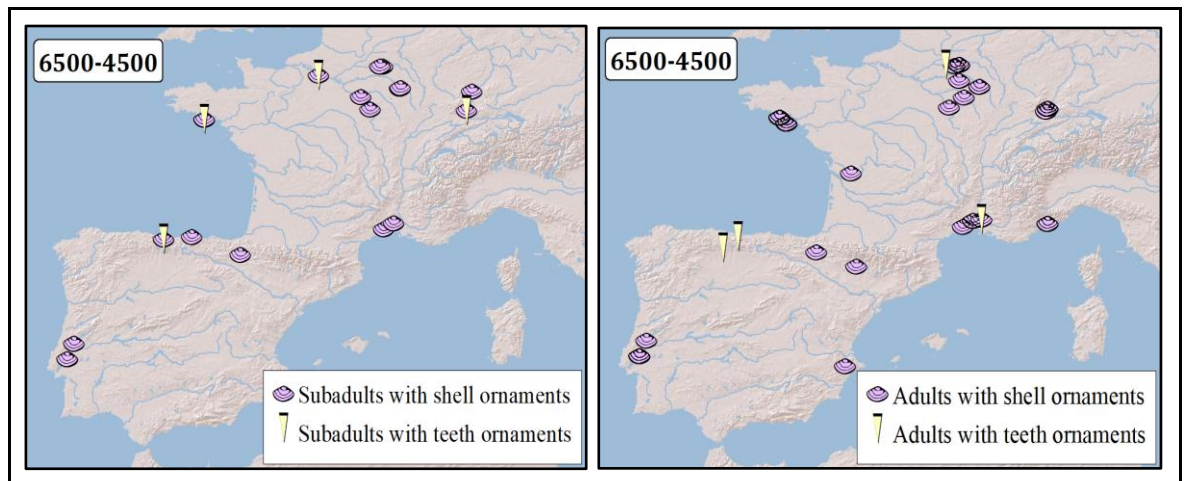 6500-4500
Subadults with shell ornaments
Subadults with teeth ornaments
6500-4500
Adults with shell ornaments
Adults with teeth ornaments